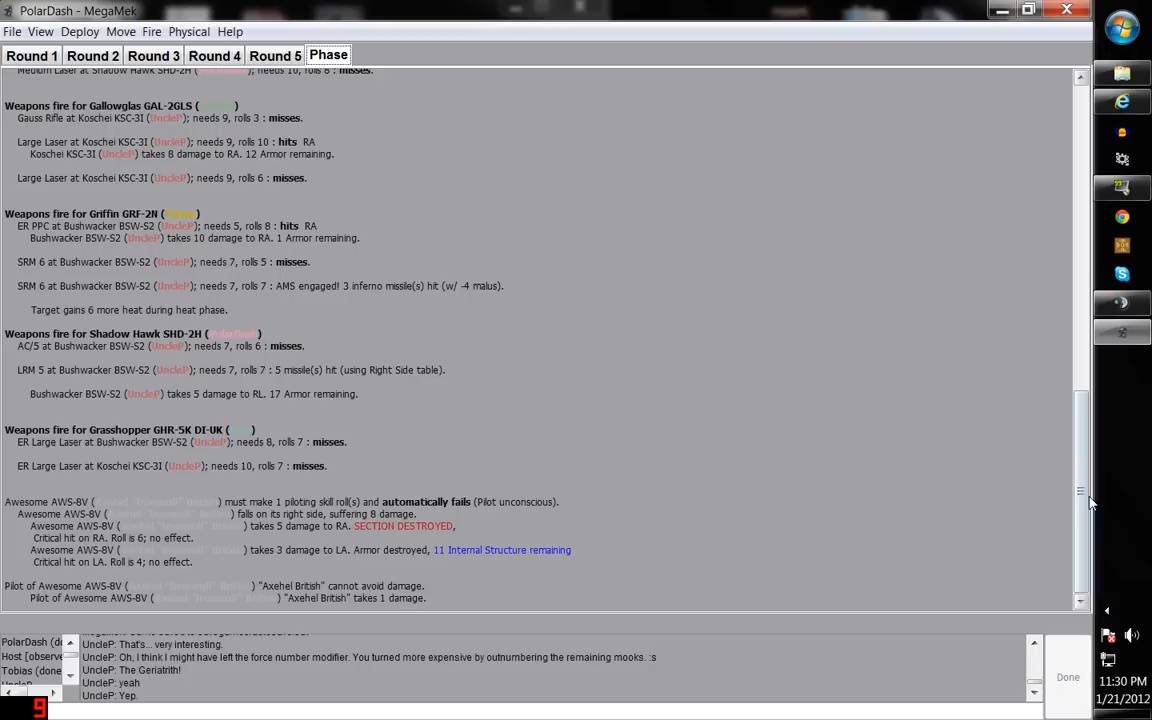 PolarDash - MegaMek
File View Deploy Move Fire Physical Help
Round 1 Round 2 Round 3 Round 4 Round 5 Phase
Medium Laser at Shadow Hawk SHD-2H ( ); needs 10, rolls 8 : misses.
Weapons fire for Gallowglas GAL-2GLS ( )
Gauss Rifle at Koschei KSC-3I (UncleP); needs 9, rolls 3 : misses.
Large Laser at Koschei KSC-3I (UncleP); needs 9, rolls 10 : hits RA
Koschei KSC-3I (UncleP) takes 8 damage to RA. 12 Armor remaining.
Large Laser at Koschei KSC-3I (UncleP); needs 9, rolls 6 : misses.
Weapons fire for Griffin GRF-2N ( )
ER PPC at Bushwacker BSW-S2 (UncleP); needs 5, rolls 8 : hits RA
Bushwacker BSW-S2 (UncleP) takes 10 damage to RA. 1 Armor remaining.
SRM 6 at Bushwacker BSW-S2 (UncleP); needs 7, rolls 5 : misses.
SRM 6 at Bushwacker BSW-S2 (UncleP); needs 7, rolls 7 : AMS engaged! 3 inferno missile(s) hit (w/ -4 malus).
Target gains 6 more heat during heat phase.
Weapons fire for Shadow Hawk SHD-2H (PolarDash)
AC/5 at Bushwacker BSW-S2 (UncleP); needs 7, rolls 6 : misses.
LRM 5 at Bushwacker BSW-S2 (UncleP); needs 7, rolls 7 : 5 missile(s) hit (using Right Side table).
Bushwacker BSW-S2 (UncleP) takes 5 damage to RL. 17 Armor remaining.
Weapons fire for Grasshopper GHR-5K DI-UK ( )
ER Large Laser at Bushwacker BSW-S2 (UncleP); needs 8, rolls 7 : misses.
ER Large Laser at Koschei KSC-3I (UncleP); needs 10, rolls 7 : misses.
Awesome AWS-8V ( ) must make 1 piloting skill roll(s) and automatically fails (Pilot unconscious).
Awesome AWS-8V ( ) falls on its right side, suffering 8 damage.
Awesome AWS-8V ( ) takes 5 damage to RA. SECTION DESTROYED,
Critical hit on RA. Roll is 6; no effect.
Awesome AWS-8V ( ) takes 3 damage to LA. Armor destroyed, 11 Internal Structure remaining
Critical hit on LA. Roll is 4; no effect.
Pilot of Awesome AWS-8V ( ) "Axehel British" cannot avoid damage.
Pilot of Awesome AWS-8V ( ) "Axehel British" takes 1 damage.
PolarDash (do
Host [observe
Tobias (done
UncleP: That's... very interesting.
UncleP: Oh, I think I might have left the force number modifier. You turned more expensive by outnumbering the remaining mooks. :s
UncleP: The Geriatrith!
UncleP: yeah
UncleP: Yep.
Done
9
11:30 PM
1/21/2012